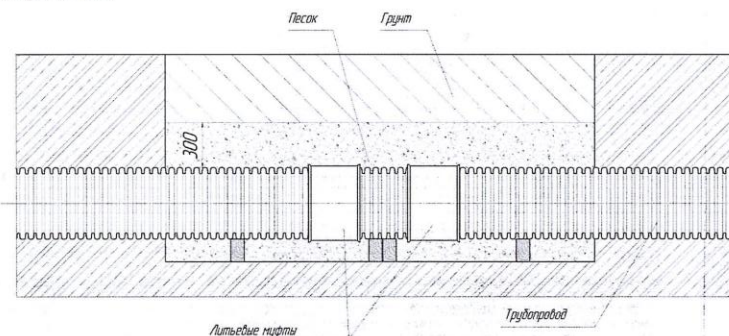 Песок
Грунт
300
Трубопровод
Литьевые муфты